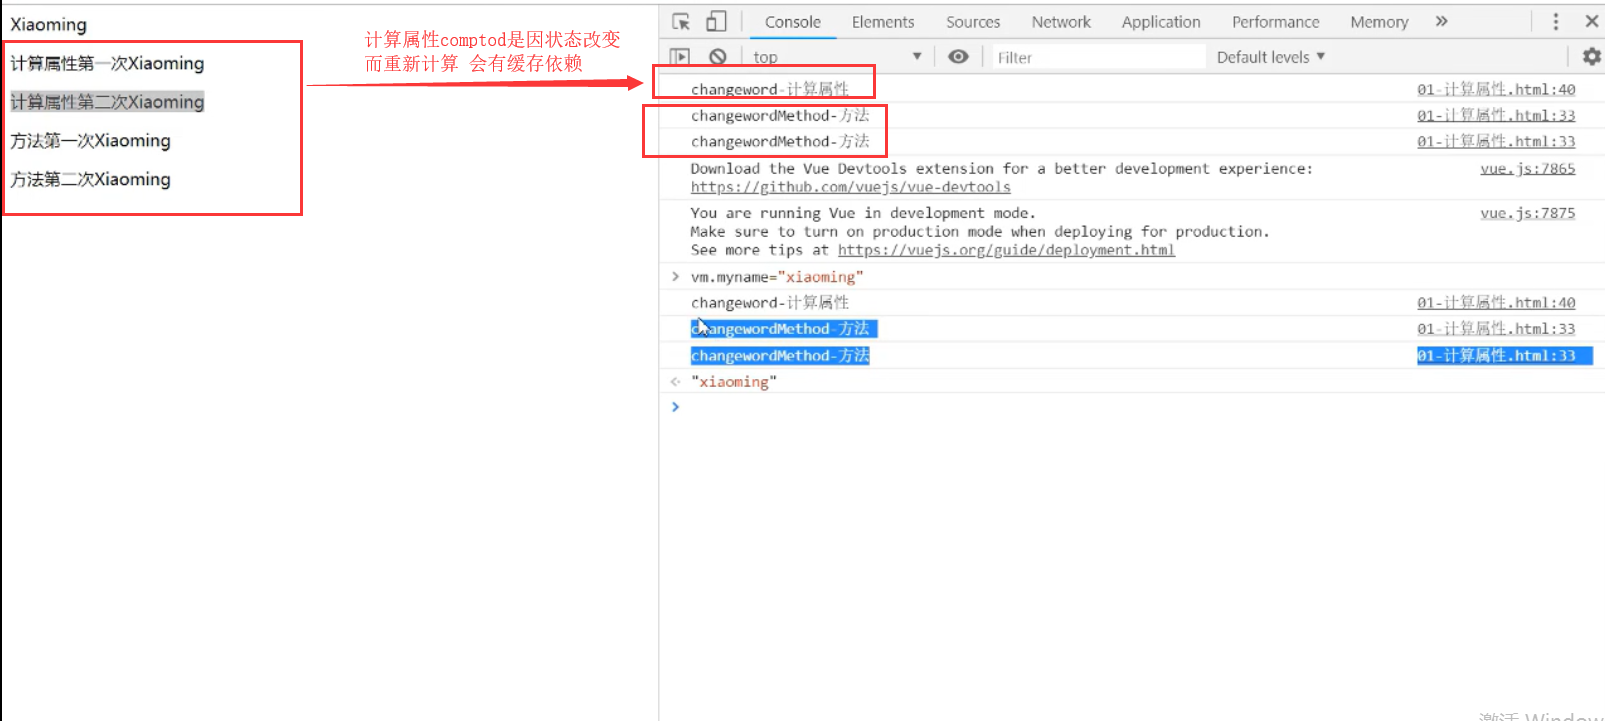 Xiaoming
计算属性第一次Xiaoming
计算属性第二次Xiaoming
方法第一次Xiaoming
方法第二次Xiaoming
计算属性comptod是因状态改变
而重新计算 会有缓存依赖
Console Elements Sources Network Application Performance Memory »
top Filter Default levels
changeword-计算属性 01-计算属性.html:40
changewordMethod-方法 01-计算属性.html:33
changewordMethod-方法 01-计算属性.html:33
Download the Vue Devtools extension for a better development experience: vue.js:7865
https://github.com/vuejs/vue-devtools
You are running Vue in development mode. vue.js:7875
Make sure to turn on production mode when deploying for production.
See more tips at https://vuejs.org/guide/deployment.html
> vm.myname="xiaoming"
changeword-计算属性 01-计算属性.html:40
changewordMethod-方法 01-计算属性.html:33
changewordMethod-方法 01-计算属性.html:33
"xiaoming"
>
激活 Window